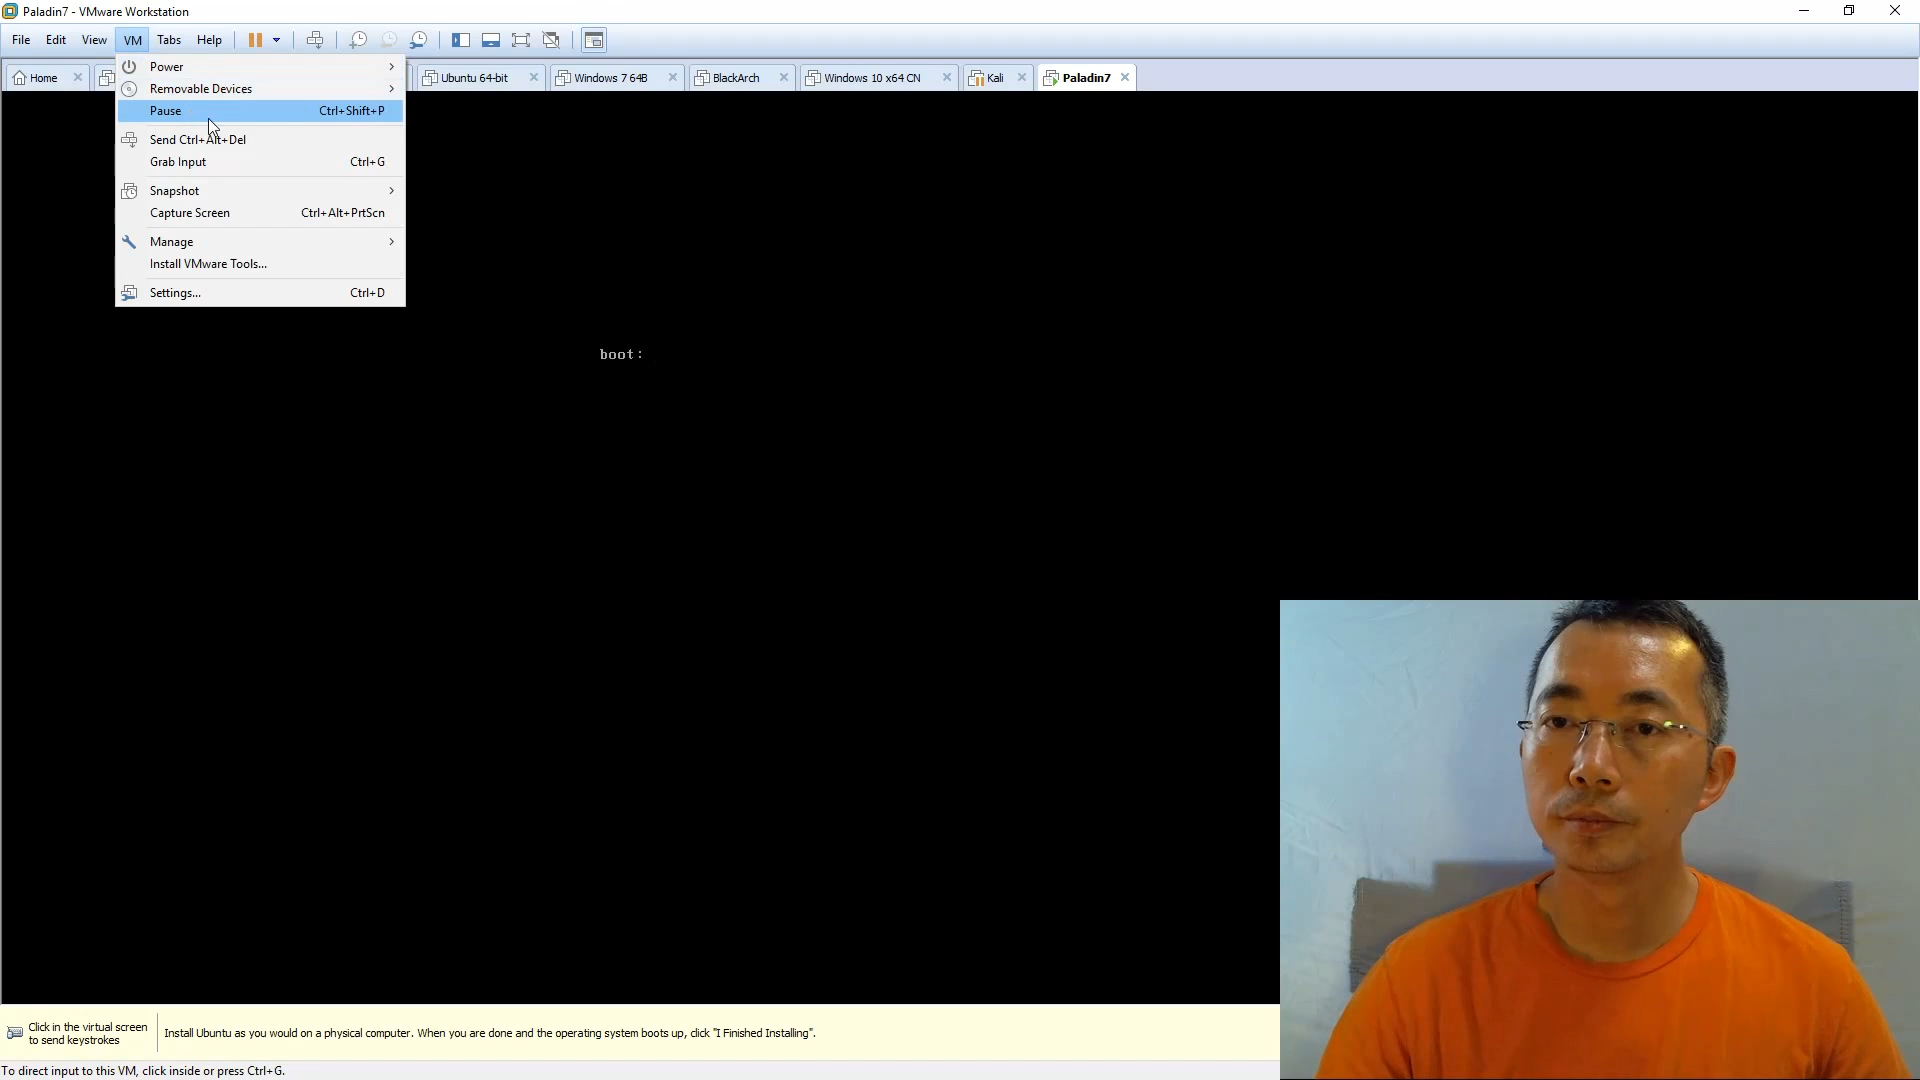 Paladin7 - VMware Workstation
File Edit View VM Tabs Help
Home Ubuntu 64-bit Windows 7 64B BlackArch Windows 10 x64 CN Kali Paladin7
Power
Removable Devices
Pause Ctrl+Shift+P
Send Ctrl+Alt+Del
Grab Input Ctrl+G
Snapshot
Capture Screen Ctrl+Alt+PrtScn
Manage
Install VMware Tools...
Settings... Ctrl+D
boot:
Click in the virtual screen
to send keystrokes
Install Ubuntu as you would on a physical computer. When you are done and the operating system boots up, click "I Finished Installing".
To direct input to this VM, click inside or press Ctrl+G.